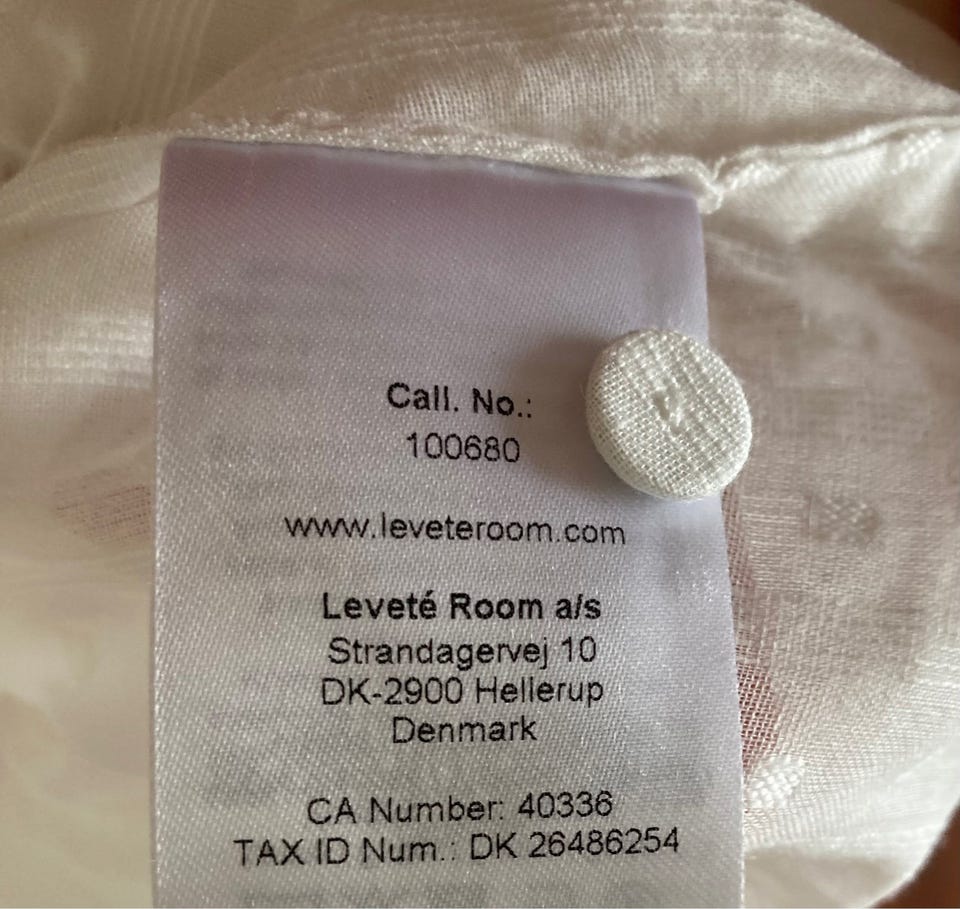 Call. No.:
100680
www.leveteroom.com
Leveté Room a/s
Strandagervej 10
DK-2900 Hellerup
Denmark
CA Number: 40336
TAX ID Num.: DK 26486254